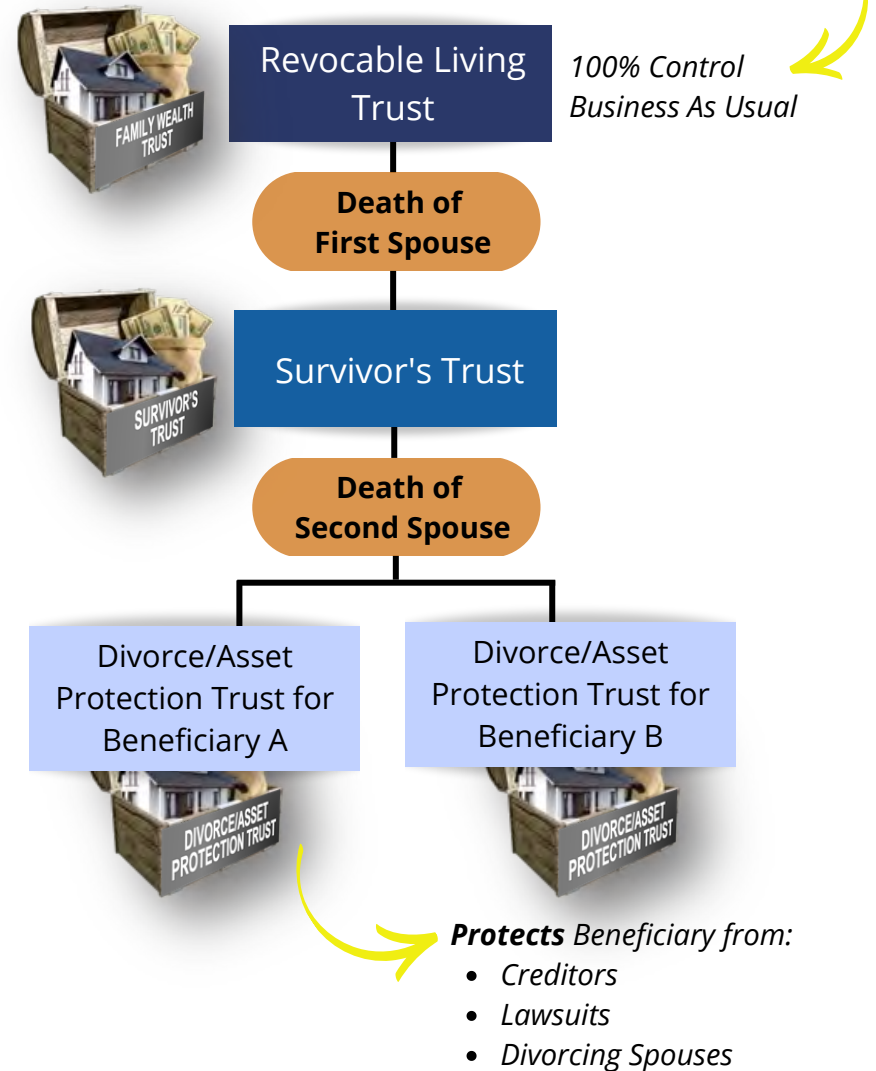 Revocable Living
Trust
100% Control
Business As Usual
FAMILY WEALTH
TRUST
Death of
First Spouse
Survivor's Trust
SURVIVOR'S
TRUST
Death of
Second Spouse
Divorce/Asset
Protection Trust for
Beneficiary A
Divorce/Asset
Protection Trust for
Beneficiary B
DIVORCE/ASSET
PROTECTION TRUST
DIVORCE/ASSET
PROTECTION TRUST
Protects Beneficiary from:
• Creditors
• Lawsuits
• Divorcing Spouses